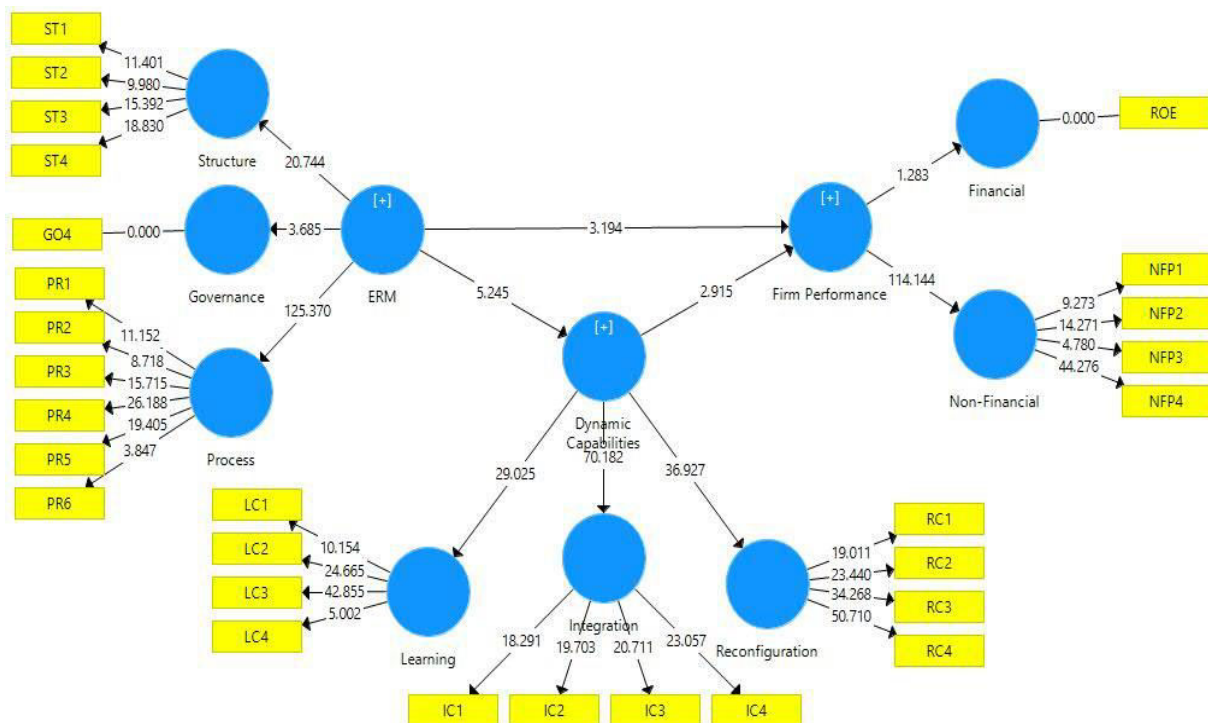 ST1
11.401
ST2
9.980
ST3
15.392
ST4
18.830
Structure
20.744
GO4
0.000
Governance
3.685
[+]
ERM
PR1
11.152
PR2
8.718
PR3
15.715
PR4
26.188
PR5
19.405
PR6
3.847
Process
125.370
3.194
5.245
[+]
Dynamic
Capabilities
2.915
[+]
Firm Performance
1.283
Financial
0.000
ROE
114.144
Non-Financial
NFP1
9.273
NFP2
14.271
NFP3
4.780
NFP4
44.276
29.025
70.182
36.927
LC1
10.154
LC2
24.665
LC3
42.855
LC4
5.002
Learning
Integration
18.291
19.703
20.711
23.057
IC1
IC2
IC3
IC4
Reconfiguration
RC1
19.011
RC2
23.440
RC3
34.268
RC4
50.710